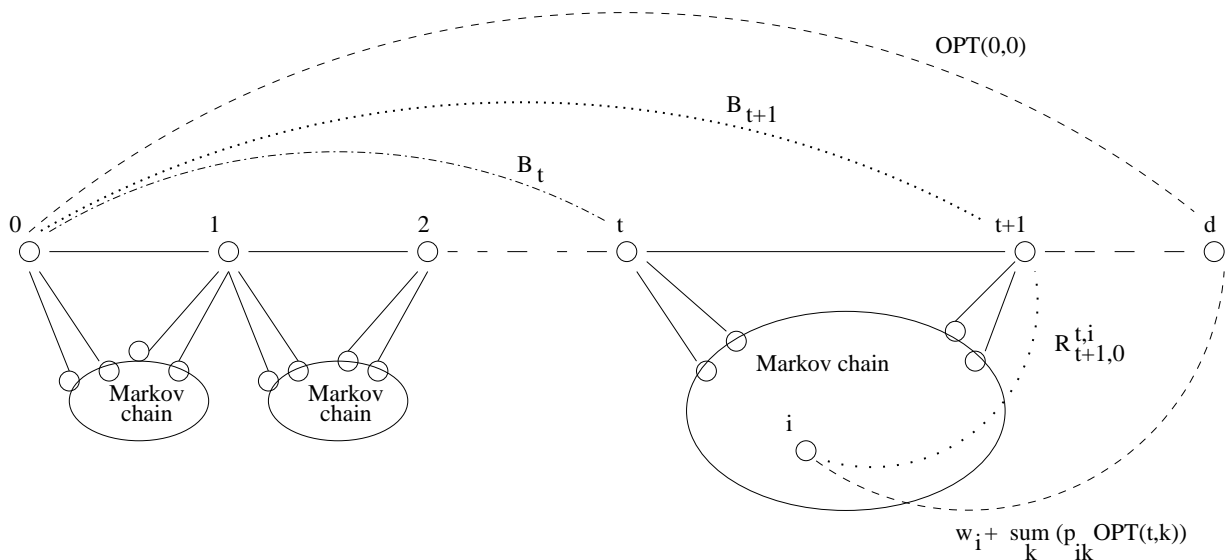 OPT(0,0)
B t+1
B t
0 1 2 t t+1 d
Markov chain
Markov chain
Markov chain
R t,i t+1,0
i
w i + sum k (p ik OPT(t,k))